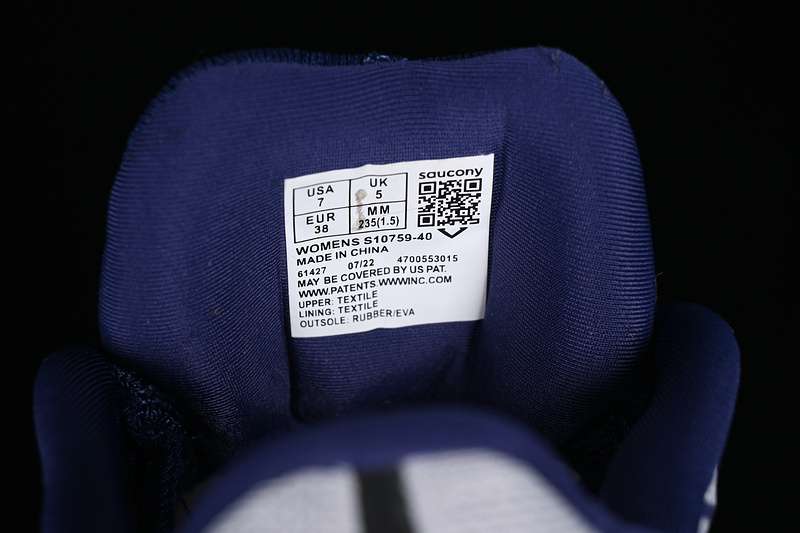 saucony
USA 7 UK 5
EUR 38 MM 235(1.5)
WOMENS S10759-40
MADE IN CHINA
61427 07/22 4700553015
MAY BE COVERED BY US PAT.
WWW.PATENTS.WWWINC.COM
UPPER: TEXTILE
LINING: TEXTILE
OUTSOLE: RUBBER/EVA